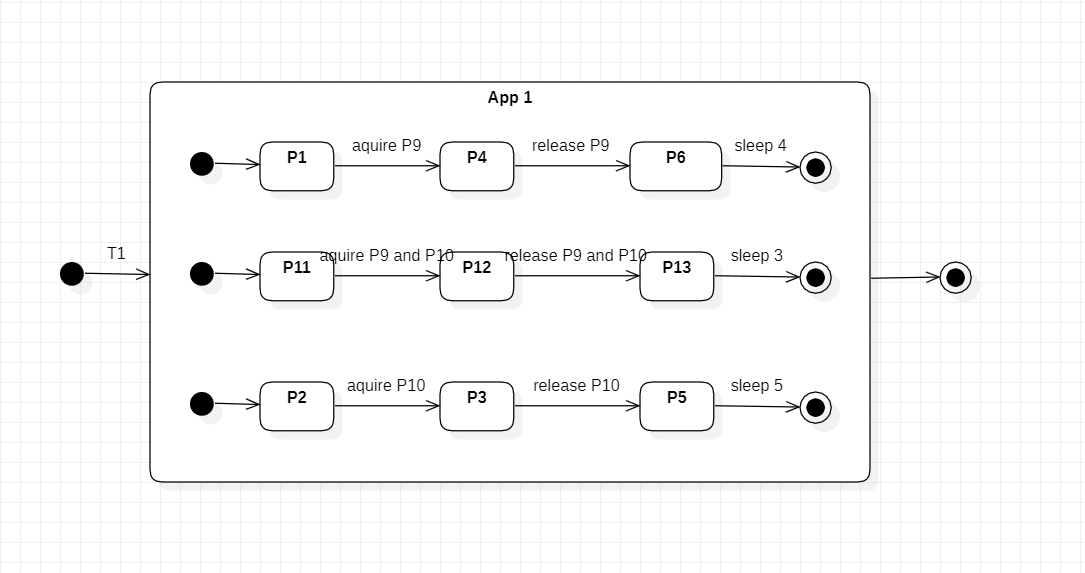 App 1
P1
aquire P9
P4
release P9
P6
sleep 4
T1
P11
aquire P9 and P10
P12
release P9 and P10
P13
sleep 3
P2
aquire P10
P3
release P10
P5
sleep 5